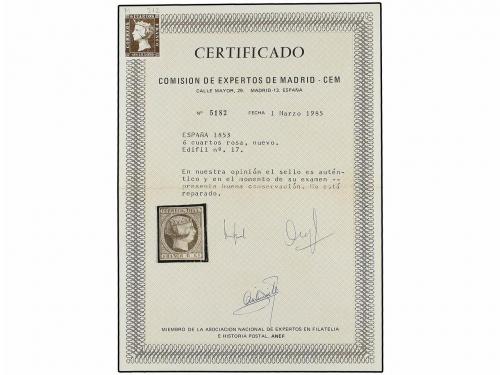 CERTIFICADO
COMISION DE EXPERTOS DE MADRID - CEM
CALLE MAYOR, 29. MADRID-13. ESPAÑA
Nº 5182 FECHA 1 Marzo 1985
ESPAÑA 1853
6 cuartos rosa, nuevo.
Edifil nº. 17.
En nuestra opinión el sello es autén-
tico y en el momento de su examen --
presenta buena conservación. No está
reparado.
MIEMBRO DE LA ASOCIACION NACIONAL DE EXPERTOS EN FILATELIA
E HISTORIA POSTAL. ANEF